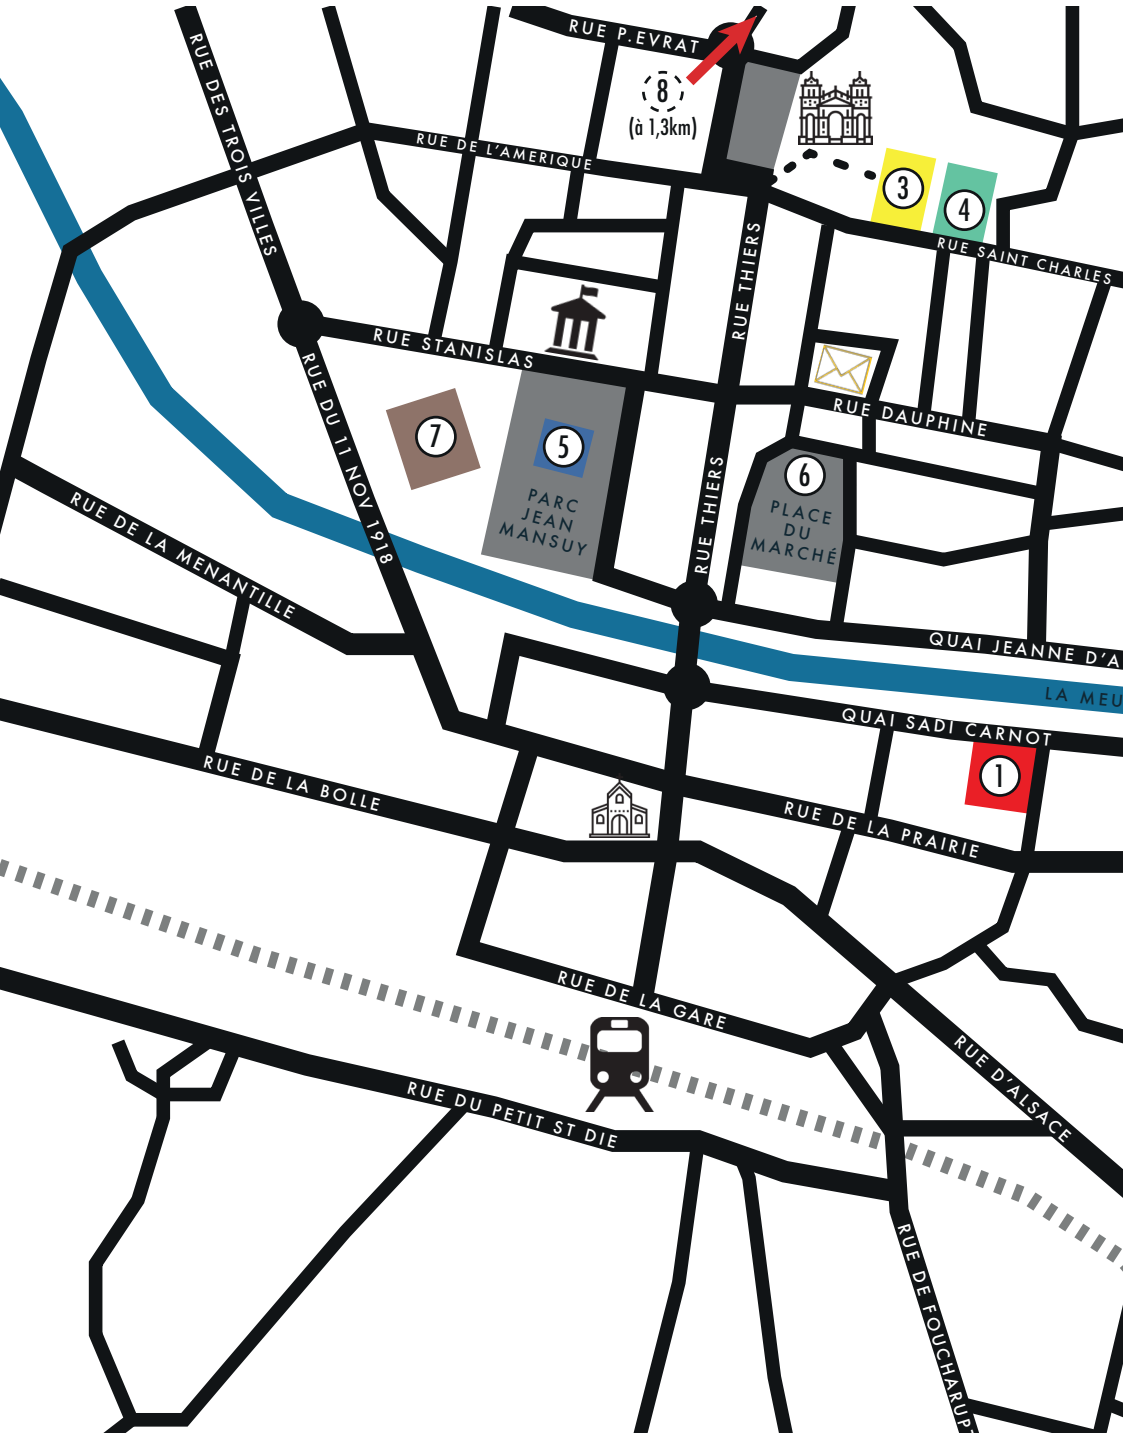 RUE P.EVRAT
RUE DES TROIS VILLES
8
(à 1,3km)
RUE DE L'AMERIQUE
3
4
RUE SAINT CHARLES
RUE THIERS
RUE STANISLAS
RUE DU 11 NOV 1918
RUE DAUPHINE
7
5
PARC
JEAN
MANSUY
RUE THIERS
6
PLACE
DU
MARCHÉ
RUE DE LA MENANTILLE
QUAI JEANNE D'A
LA MEU
QUAI SADI CARNOT
1
RUE DE LA BOLLE
RUE DE LA PRAIRIE
RUE DE LA GARE
RUE D'ALSACE
RUE DU PETIT ST DIE
RUE DE FOUCHARUPT